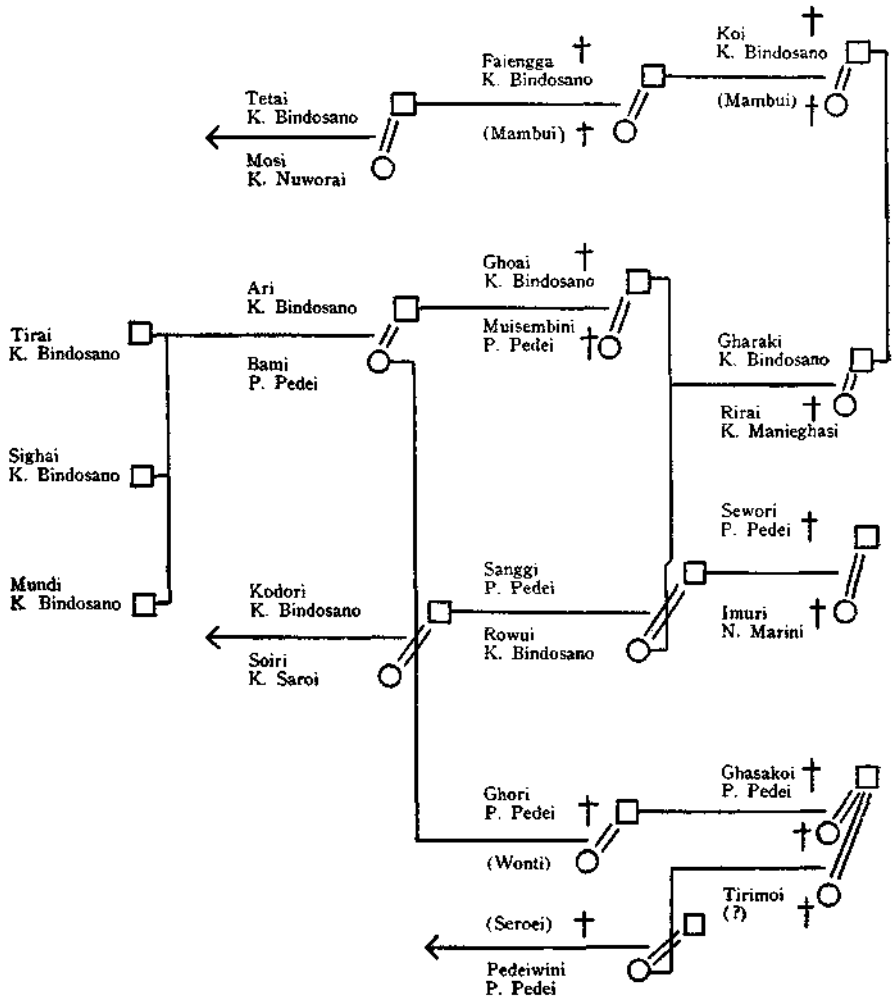 Koi
K. Bindosano
(Mambui)
Faiengga
K. Bindosano
(Mambui)
Tetai
K. Bindosano
Mosi
K. Nuworai
Ghoai
K. Bindosano
Muisembini
P. Pedei
Ari
K. Bindosano
Bami
P. Pedei
Tirai
K. Bindosano
Gharaki
K. Bindosano
Rirai
K. Manieghasi
Sighai
K. Bindosano
Sewori
P. Pedei
Imuri
N. Marini
Mundi
K. Bindosano
Kodori
K. Bindosano
Soiri
K. Saroi
Sanggi
P. Pedei
Rowui
K. Bindosano
Ghori
P. Pedei
(Wonti)
Ghasakoi
P. Pedei
Tirimoi
(?)
(Seroei)
Pedeiwini
P. Pedei